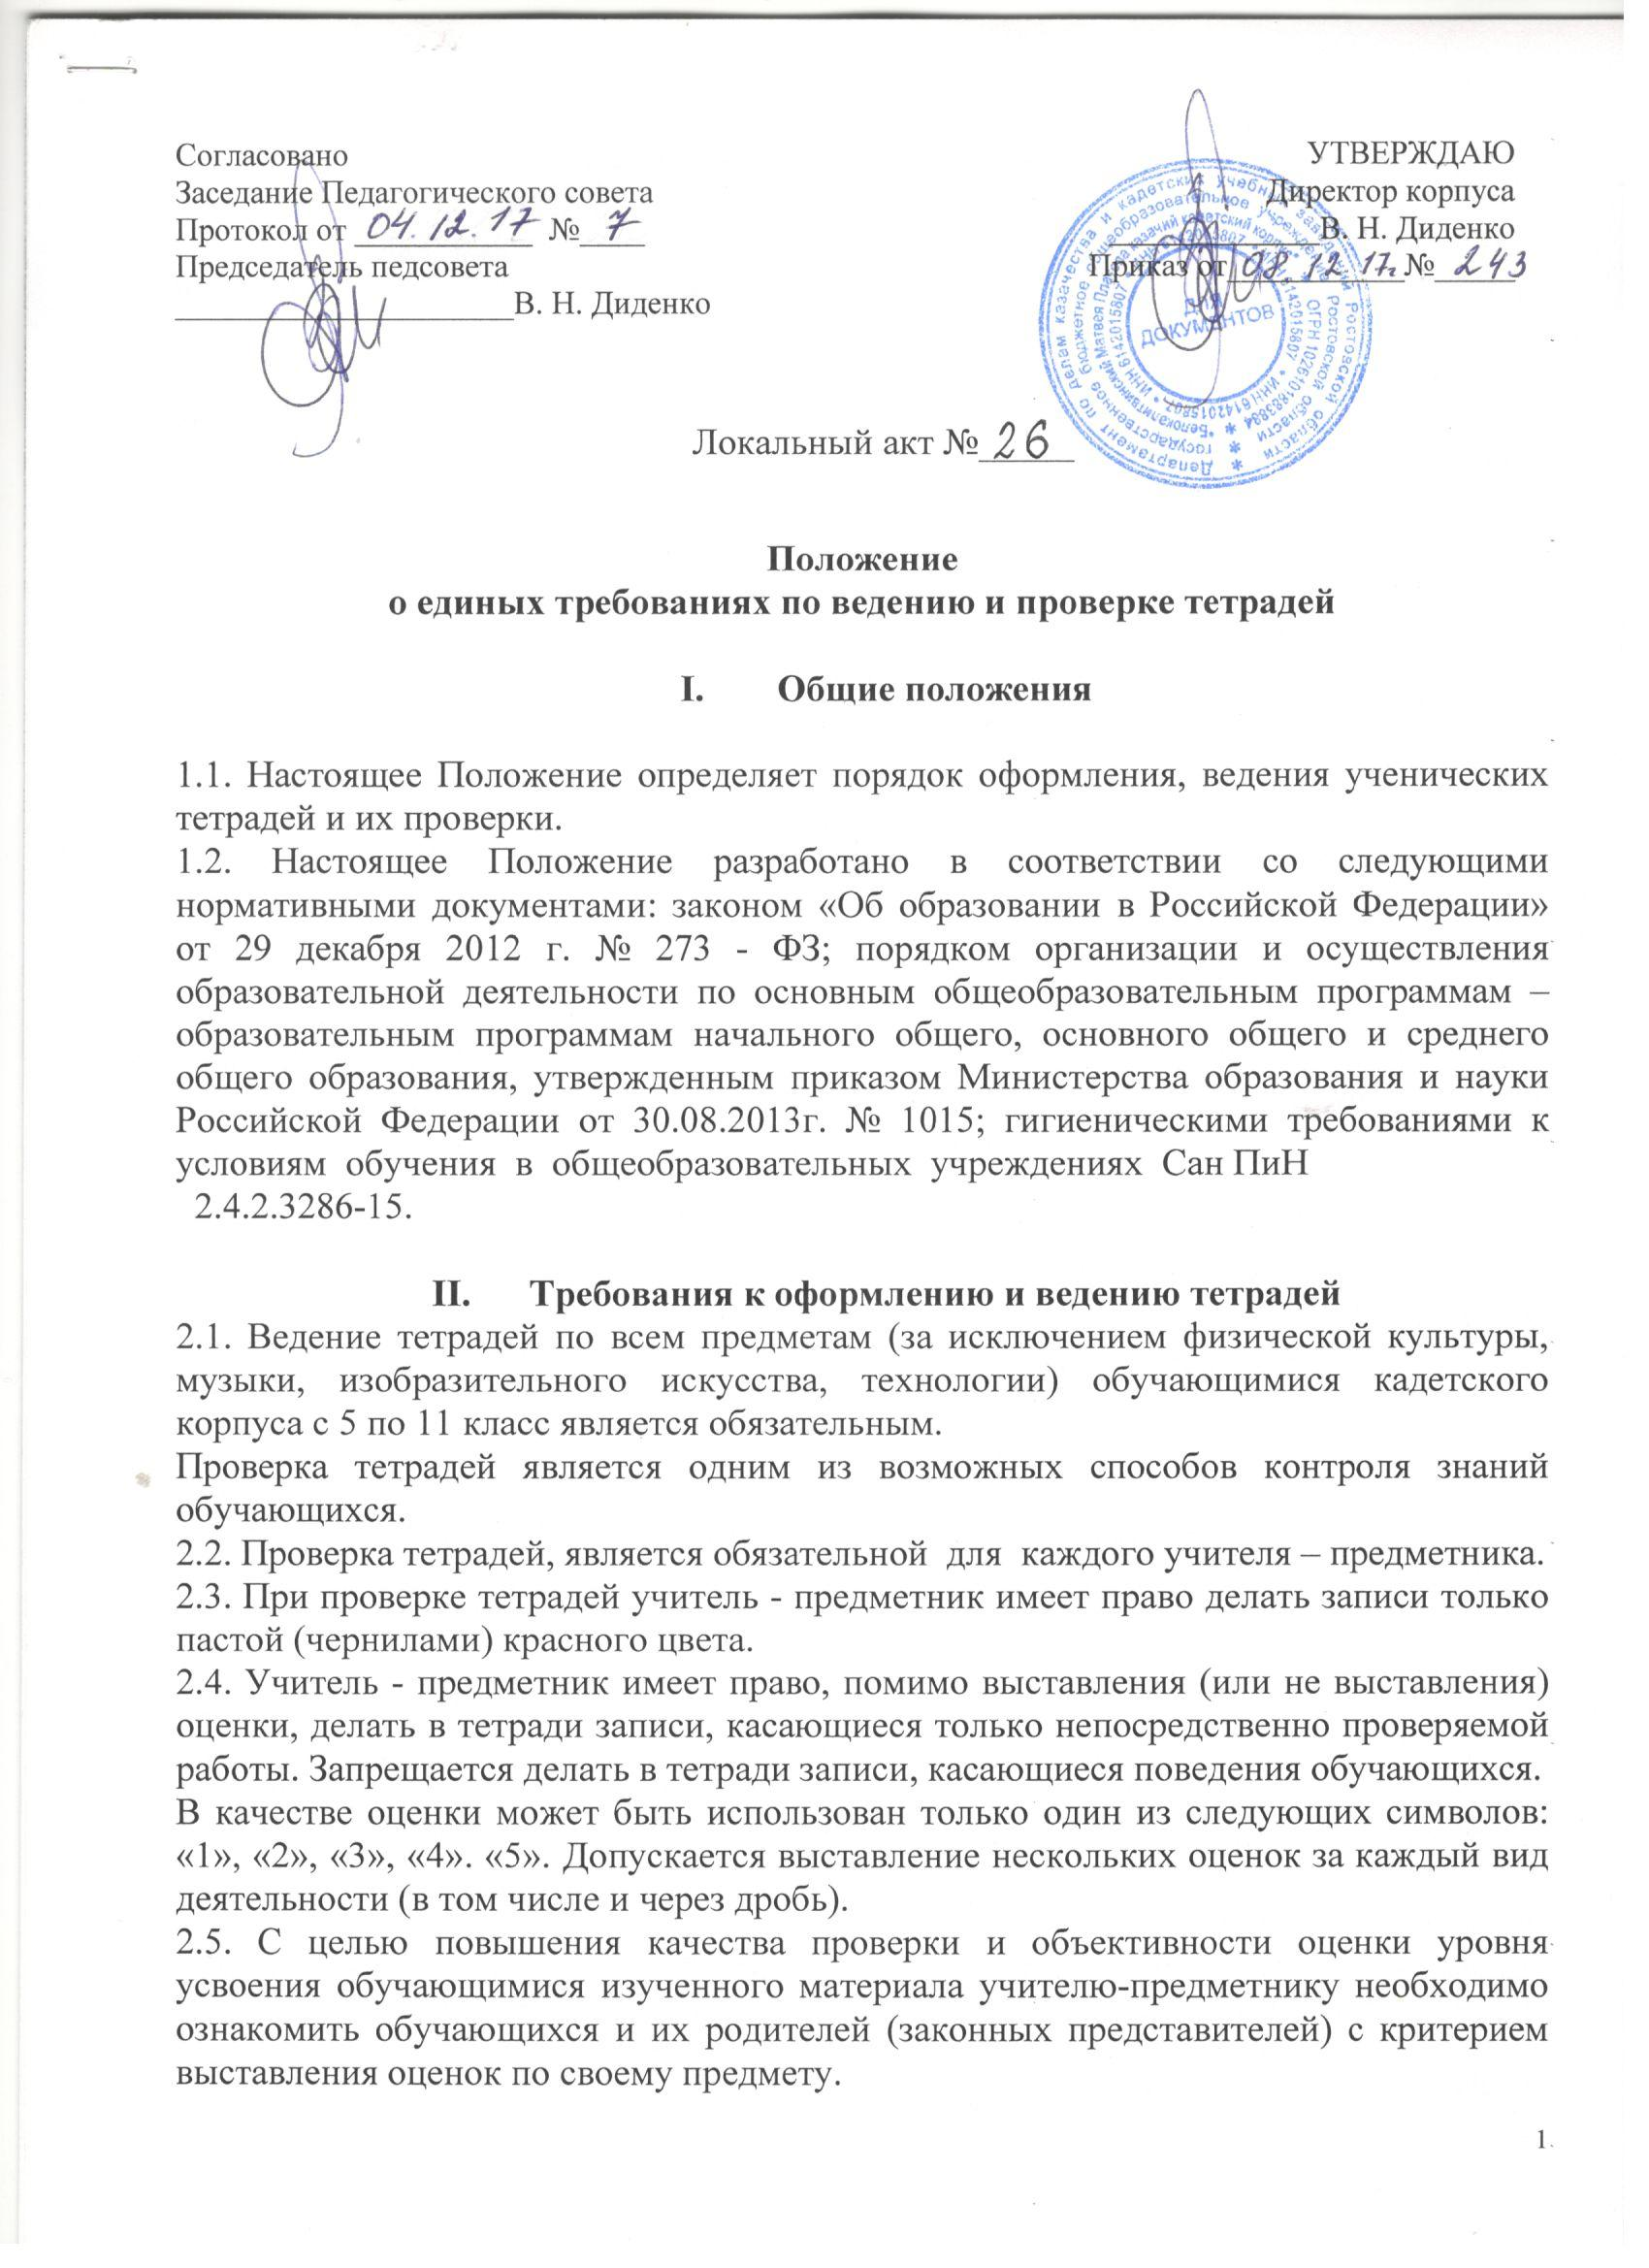 Согласовано
Заседание Педагогического совета
Протокол от 04.12.17 № 7
Председатель педсовета
В. Н. Диденко
УТВЕРЖДАЮ
Директор корпуса
В. Н. Диденко
Приказ от 08 12 17г. № 243
ДЛЯ
ДОКУМЕНТОВ
Локальный акт № 26
Положение
о единых требованиях по ведению и проверке тетрадей
I. Общие положения
1.1. Настоящее Положение определяет порядок оформления, ведения ученических
тетрадей и их проверки.
1.2. Настоящее Положение разработано в соответствии со следующими
нормативными документами: законом «Об образовании в Российской Федерации»
от 29 декабря 2012 г. № 273 - ФЗ; порядком организации и осуществления
образовательной деятельности по основным общеобразовательным программам –
образовательным программам начального общего, основного общего и среднего
общего образования, утвержденным приказом Министерства образования и науки
Российской Федерации от 30.08.2013г. № 1015; гигиеническими требованиями к
условиям обучения в общеобразовательных учреждениях Сан ПиН
2.4.2.3286-15.
II. Требования к оформлению и ведению тетрадей
2.1. Ведение тетрадей по всем предметам (за исключением физической культуры,
музыки, изобразительного искусства, технологии) обучающимися кадетского
корпуса с 5 по 11 класс является обязательным.
Проверка тетрадей является одним из возможных способов контроля знаний
обучающихся.
2.2. Проверка тетрадей, является обязательной для каждого учителя – предметника.
2.3. При проверке тетрадей учитель - предметник имеет право делать записи только
пастой (чернилами) красного цвета.
2.4. Учитель - предметник имеет право, помимо выставления (или не выставления)
оценки, делать в тетради записи, касающиеся только непосредственно проверяемой
работы. Запрещается делать в тетради записи, касающиеся поведения обучающихся.
В качестве оценки может быть использован только один из следующих символов:
«1», «2», «3», «4». «5». Допускается выставление нескольких оценок за каждый вид
деятельности (в том числе и через дробь).
2.5. С целью повышения качества проверки и объективности оценки уровня
усвоения обучающимися изученного материала учителю-предметнику необходимо
ознакомить обучающихся и их родителей (законных представителей) с критерием
выставления оценок по своему предмету.
1